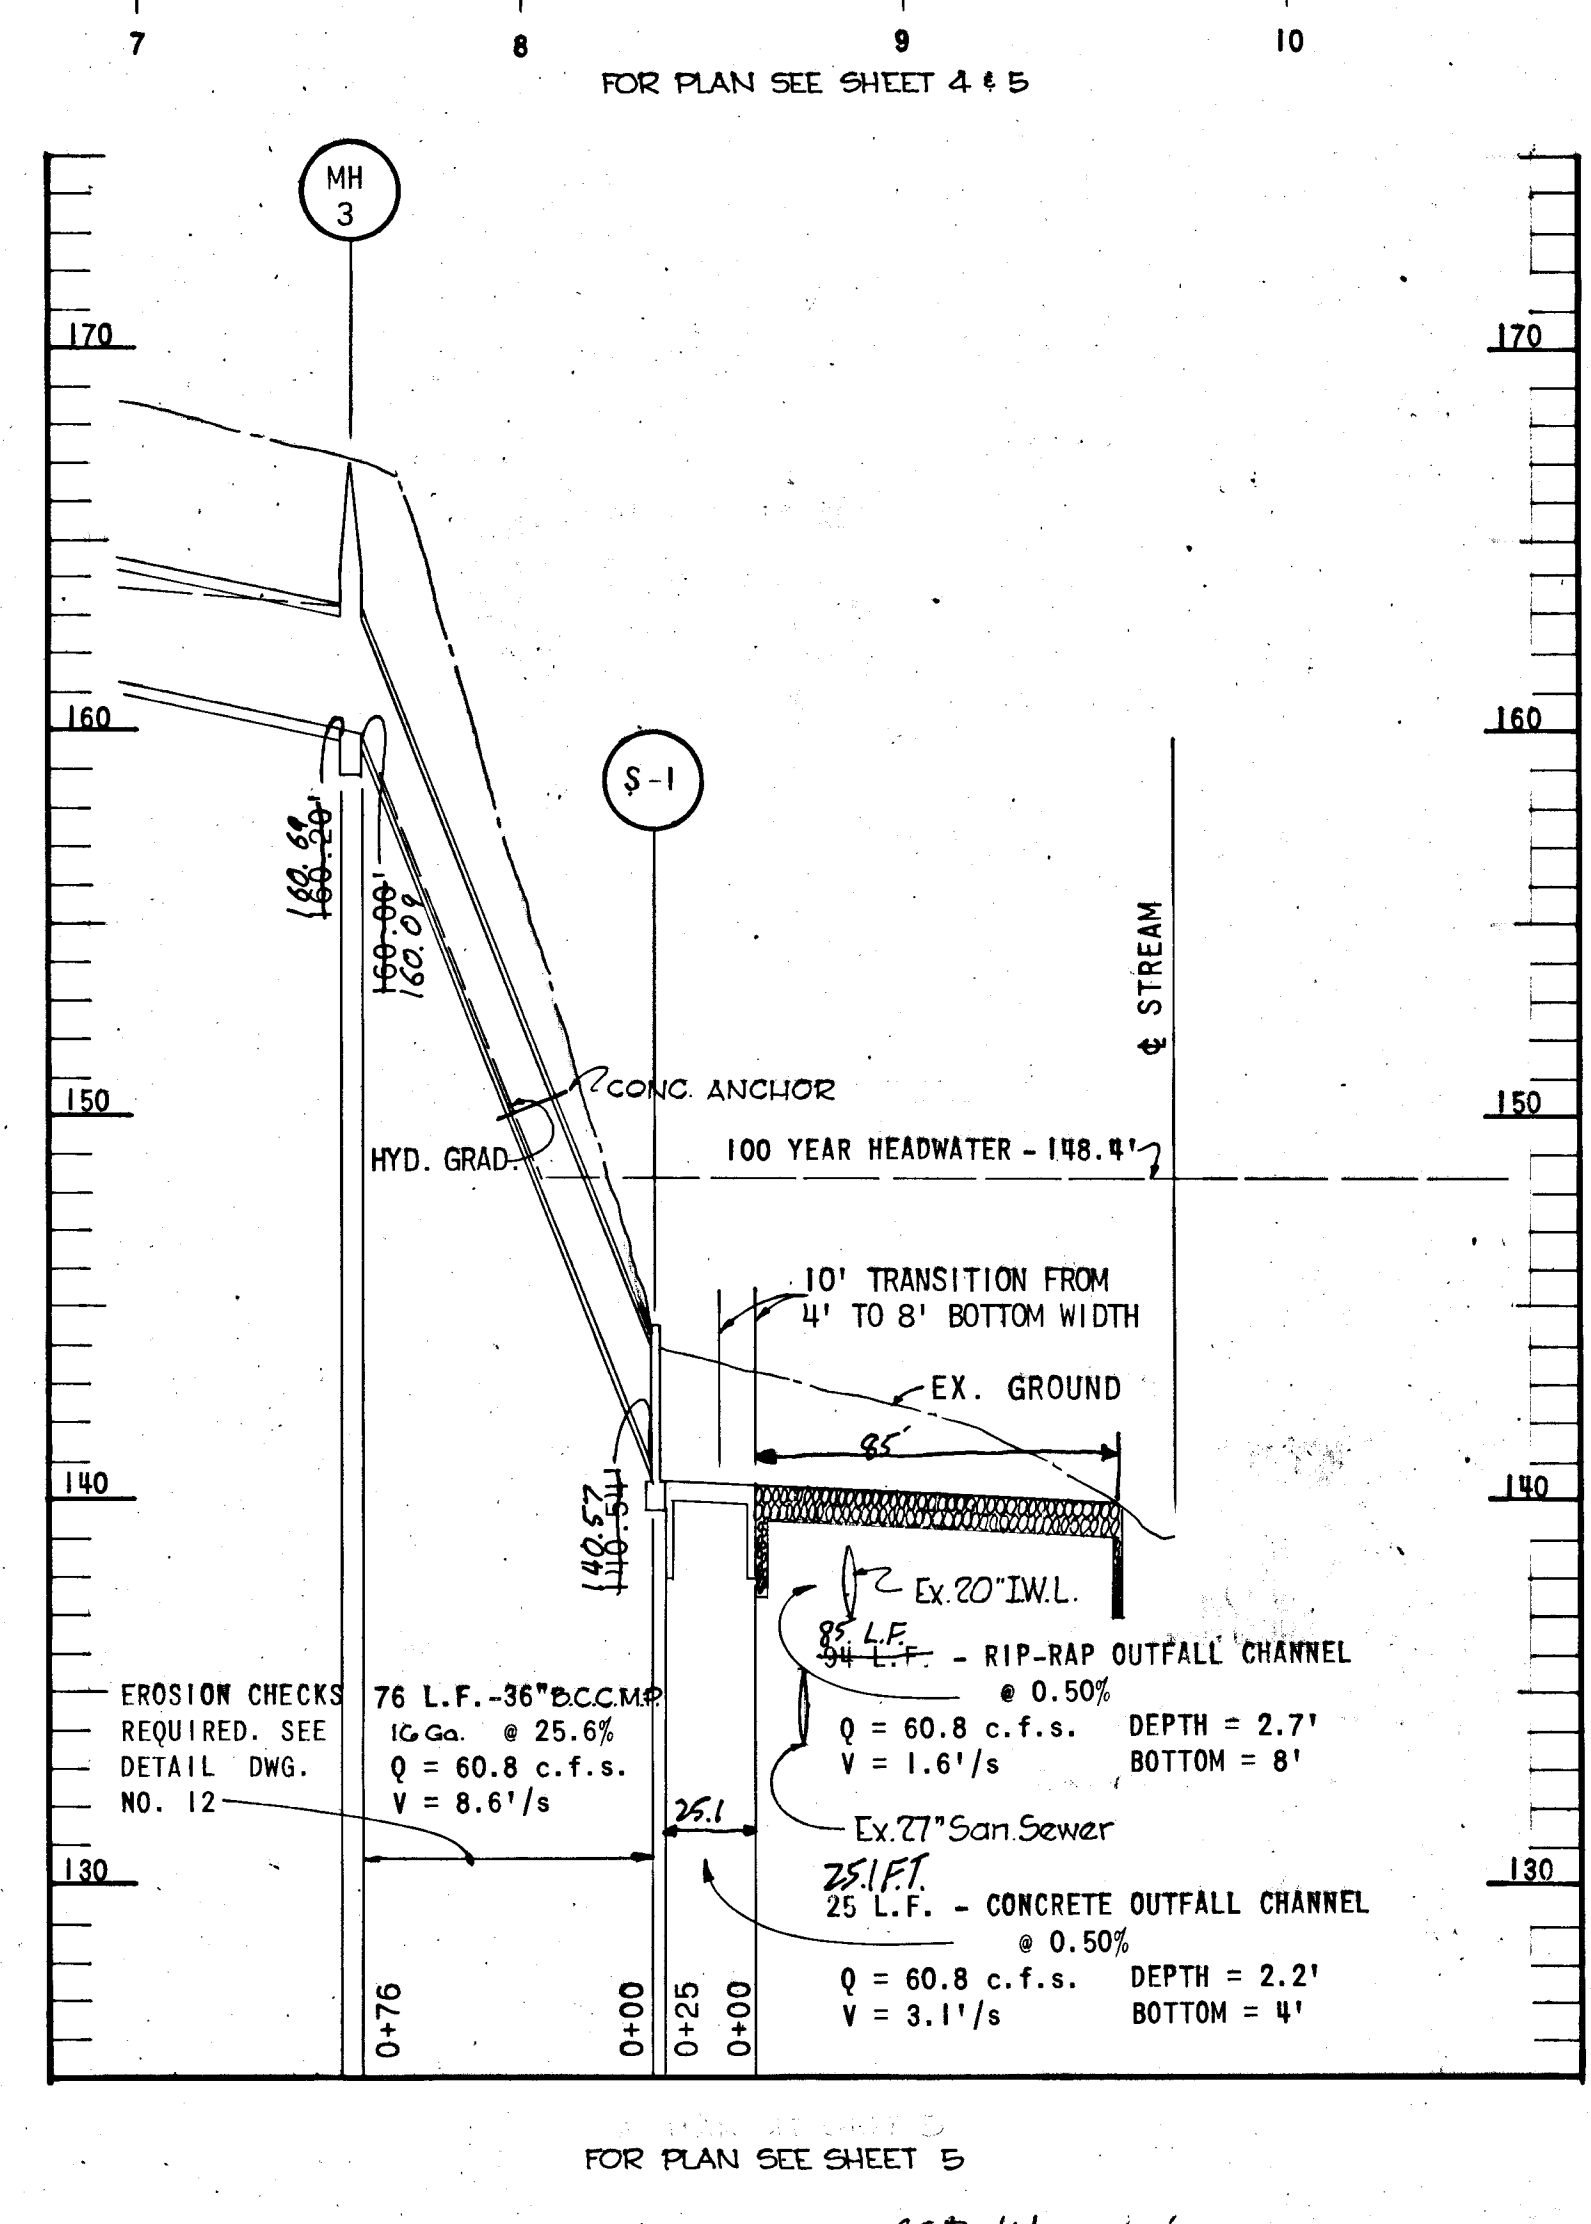 7 8 9 10
FOR PLAN SEE SHEET 4 & 5
MH
3
170 170
160 160
S-1
160.69
160.20'
160.00'
160.09
℄ STREAM
CONC. ANCHOR
150 150
HYD. GRAD.
100 YEAR HEADWATER - 148.4'
10' TRANSITION FROM
4' TO 8' BOTTOM WIDTH
EX. GROUND
85'
140 140
140.57
140.54'
Ex. 20" I.W.L.
85 L.F.
94 L.F. - RIP-RAP OUTFALL CHANNEL
@ 0.50%
Q = 60.8 c.f.s. DEPTH = 2.7'
V = 1.6'/s BOTTOM = 8'
EROSION CHECKS
REQUIRED. SEE
DETAIL DWG.
NO. 12
76 L.F.-36" B.C.C.M.P.
16 Ga. @ 25.6%
Q = 60.8 c.f.s.
V = 8.6'/s
25.1
Ex. 27" San. Sewer
130 130
25.1 F.T.
25 L.F. - CONCRETE OUTFALL CHANNEL
@ 0.50%
Q = 60.8 c.f.s. DEPTH = 2.2'
V = 3.1'/s BOTTOM = 4'
0+76
0+00
0+25
0+00
FOR PLAN SEE SHEET 5